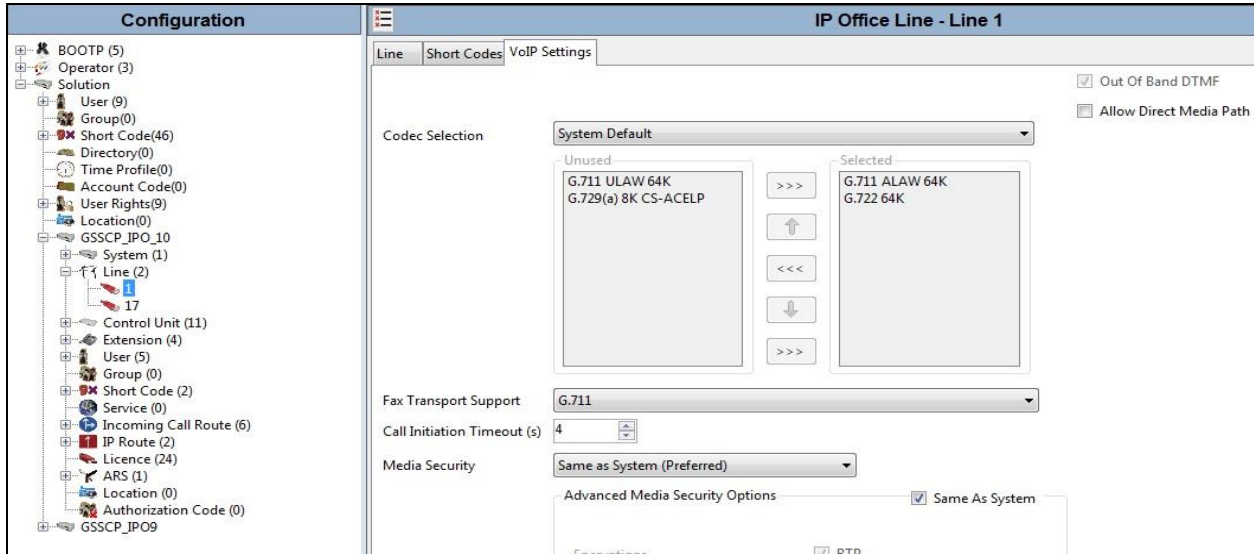 Configuration
BOOTP (5)
Operator (3)
Solution
User (9)
Group(0)
Short Code(46)
Directory(0)
Time Profile(0)
Account Code(0)
User Rights(9)
Location(0)
GSSCP_IPO_10
System (1)
Line (2)
1
17
Control Unit (11)
Extension (4)
User (5)
Group (0)
Short Code (2)
Service (0)
Incoming Call Route (6)
IP Route (2)
Licence (24)
ARS (1)
Location (0)
Authorization Code (0)
GSSCP_IPO9
IP Office Line - Line 1
Line Short Codes VoIP Settings
Out Of Band DTMF
Allow Direct Media Path
Codec Selection System Default
Unused Selected
G.711 ULAW 64K >>> G.711 ALAW 64K
G.729(a) 8K CS-ACELP G.722 64K
<<<
>>>
Fax Transport Support G.711
Call Initiation Timeout (s) 4
Media Security Same as System (Preferred)
Advanced Media Security Options Same As System
Encryptions RTP